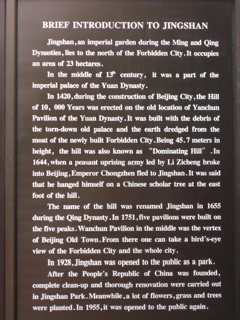 BRIEF INTRODUCTION TO JINGSHAN
Jingshan, an imperial garden during the Ming and Qing
Dynasties, lies to the north of the Forbidden City. It occupies
an area of 23 hectares.
In the middle of 13th century, it was a part of the
imperial palace of the Yuan Dynasty.
In 1420, during the construction of Beijing City, the Hill
of 10, 000 Years was erected on the old location of Yanchun
Pavilion of the Yuan Dynasty. It was built with the debris of
the torn-down old palace and the earth dredged from the
moat of the newly built Forbidden City. Being 45. 7 meters in
height, the hill was also known as "Dominating Hill". In
1644, when a peasant uprising army led by Li Zicheng broke
into Beijing, Emperor Chongzhen fled to Jingshan. It was said
that he hanged himself on a Chinese scholar tree at the east
foot of the hill.
The name of the hill was renamed Jingshan in 1655
during the Qing Dynasty. In 1751, five pavilions were built on
the five peaks. Wanchun Pavilion in the middle was the vertex
of Beijing Old Town. From there one can take a bird's-eye
view of the Forbidden City and the whole city.
In 1928, Jingshan was opened to the public as a park.
After the People's Republic of China was founded,
complete clean-up and thorough renovation were carried out
in Jingshan Park. Meanwhile, a lot of flowers, grass and trees
were planted. In 1955, it was opened to the public again.